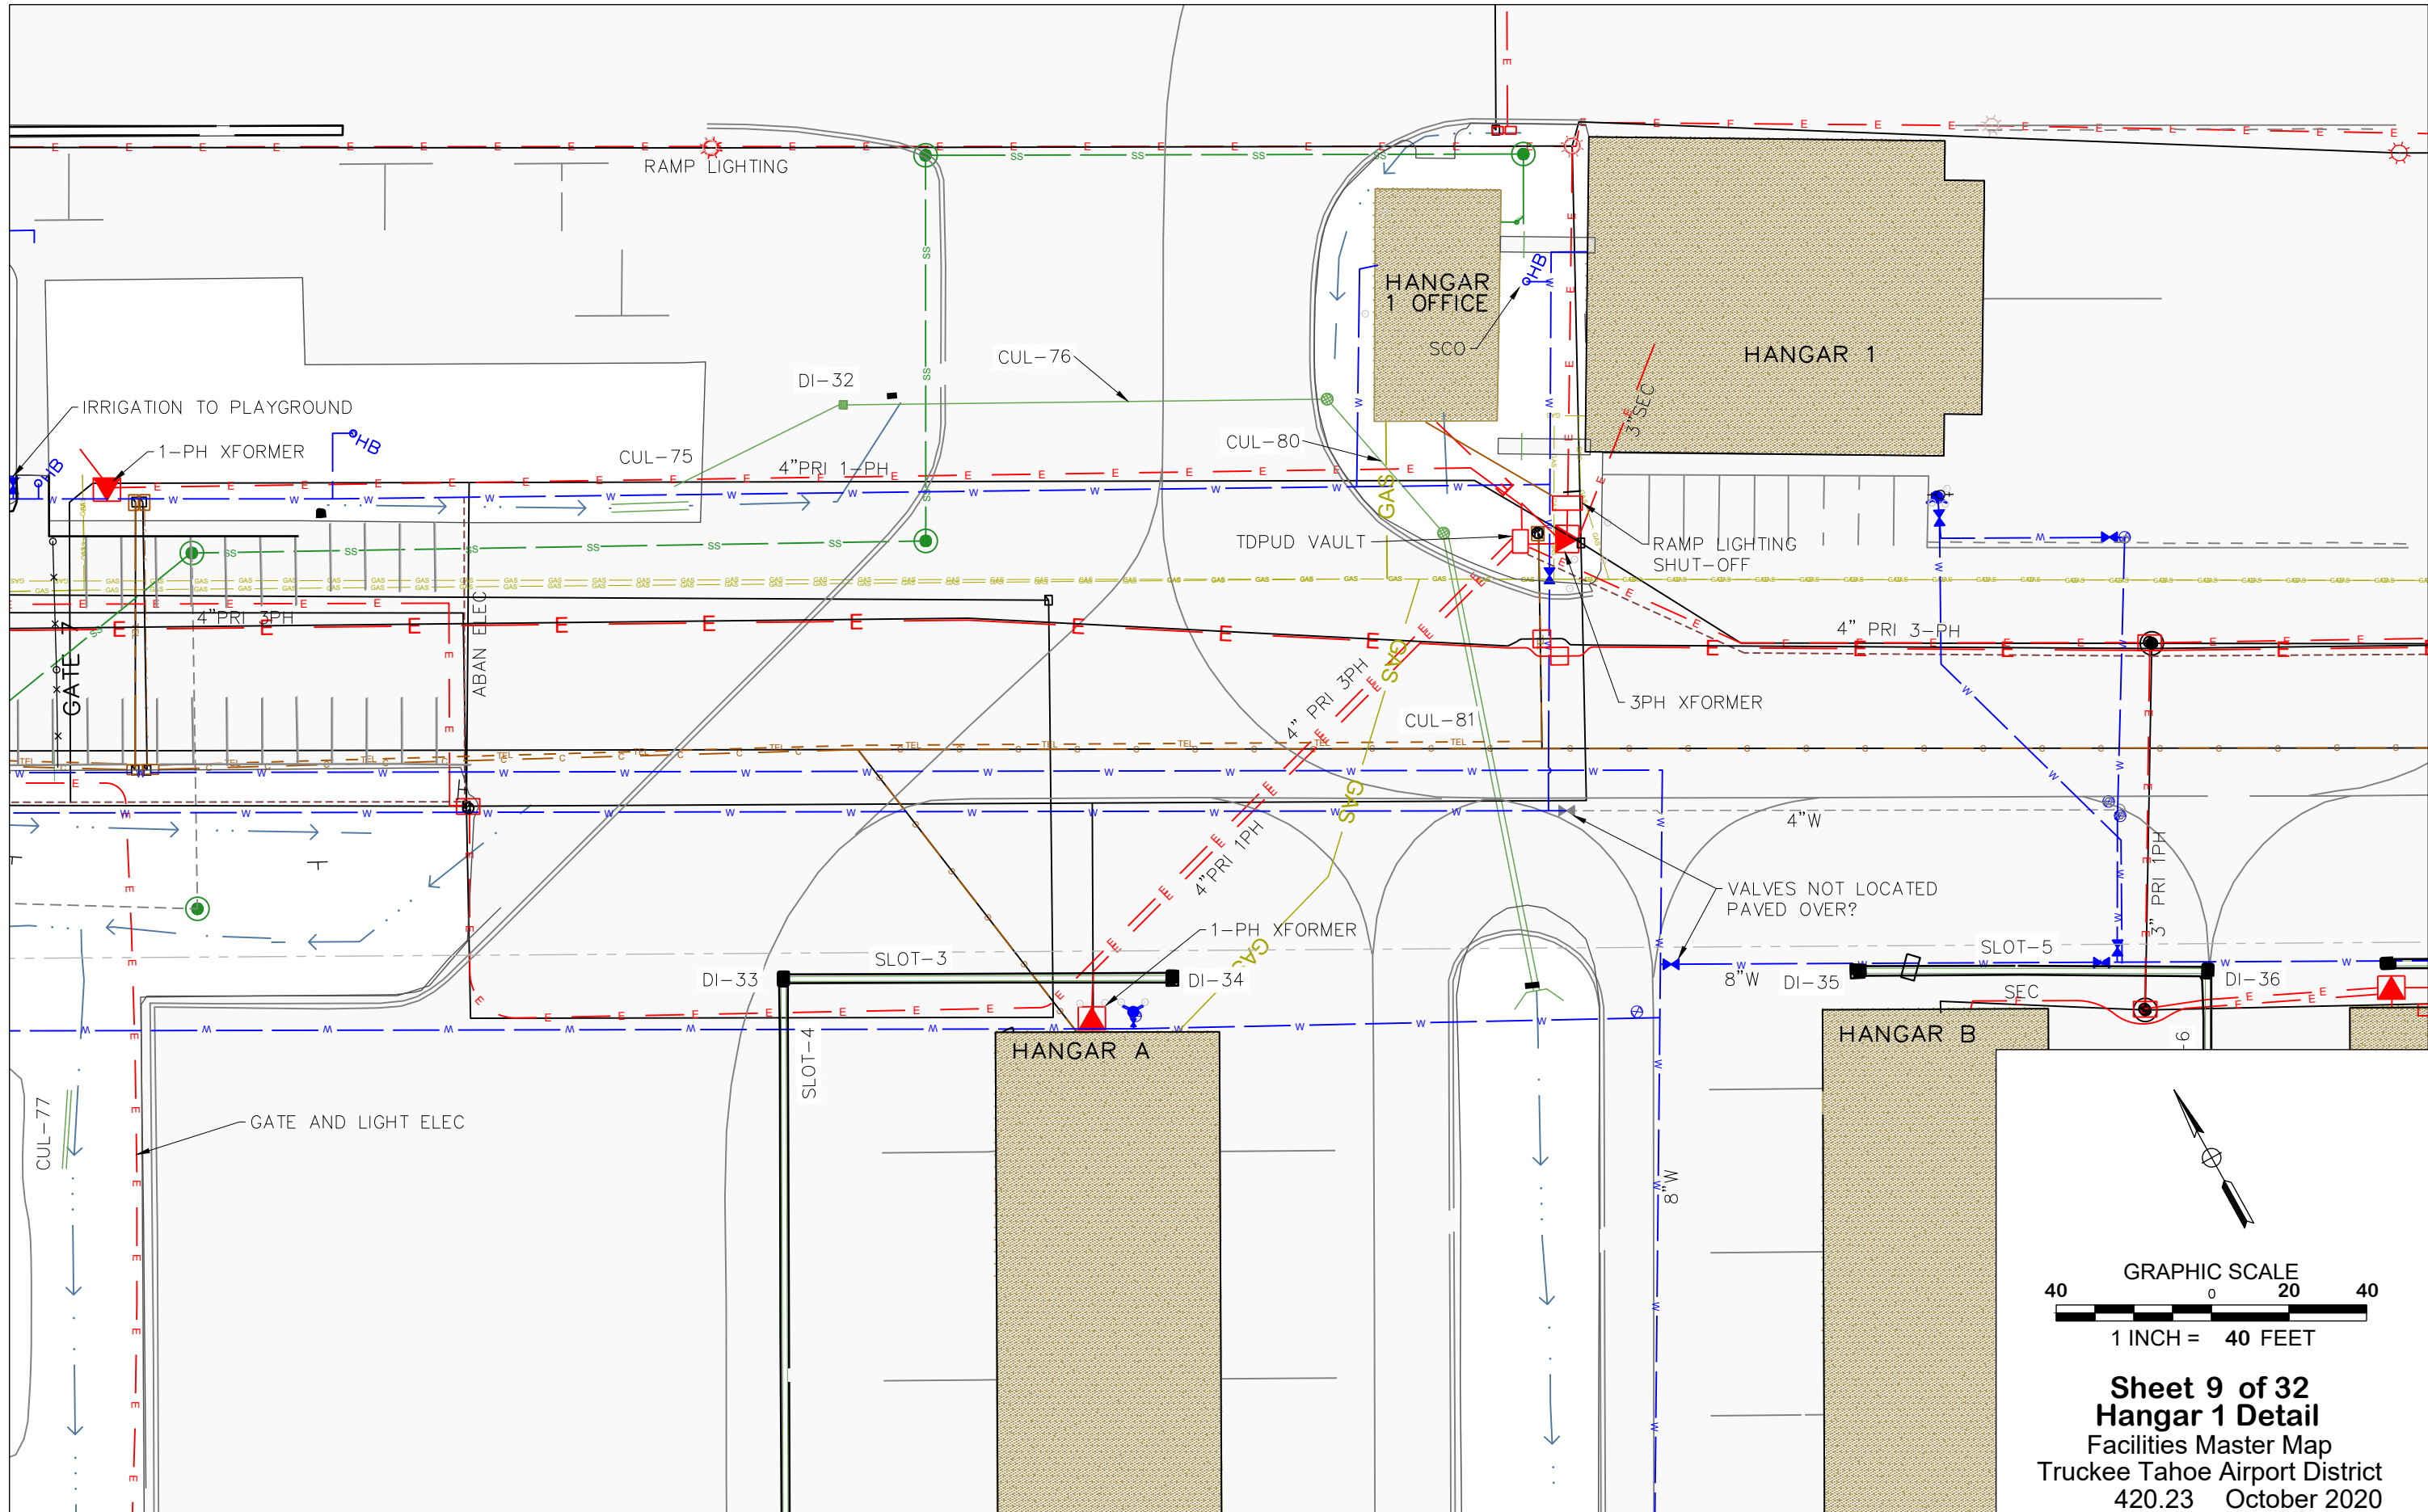 RAMP LIGHTING
HANGAR
1 OFFICE
HB
SCO
HANGAR 1
3"SEC
CUL-76
DI-32
IRRIGATION TO PLAYGROUND
1-PH XFORMER
HB
HB
CUL-75
4"PRI 1-PH
CUL-80
GAS
TDPUD VAULT
RAMP LIGHTING
SHUT-OFF
4"PRI 3PH
GATE 7
ABAN ELEC
4" PRI 3-PH
GAS
4" PRI 3PH
3PH XFORMER
CUL-81
GAS
4"W
4"PRI 1PH
3" PRI 1PH
VALVES NOT LOCATED
PAVED OVER?
1-PH XFORMER
GAS
SLOT-3
DI-33
DI-34
SLOT-5
8"W
DI-35
DI-36
SEC
SLOT-4
HANGAR A
HANGAR B
-6
CUL-77
GATE AND LIGHT ELEC
8"W
GRAPHIC SCALE
40 0 20 40
1 INCH = 40 FEET
Sheet 9 of 32
Hangar 1 Detail
Facilities Master Map
Truckee Tahoe Airport District
420.23 October 2020